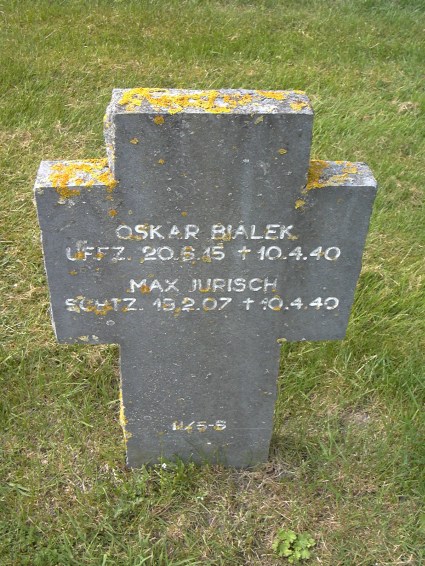 OSKAR BIALEK
UFFZ. 20.6.15 † 10.4.40
MAX JURISCH
SCHTZ. 18.2.07 † 10.4.40